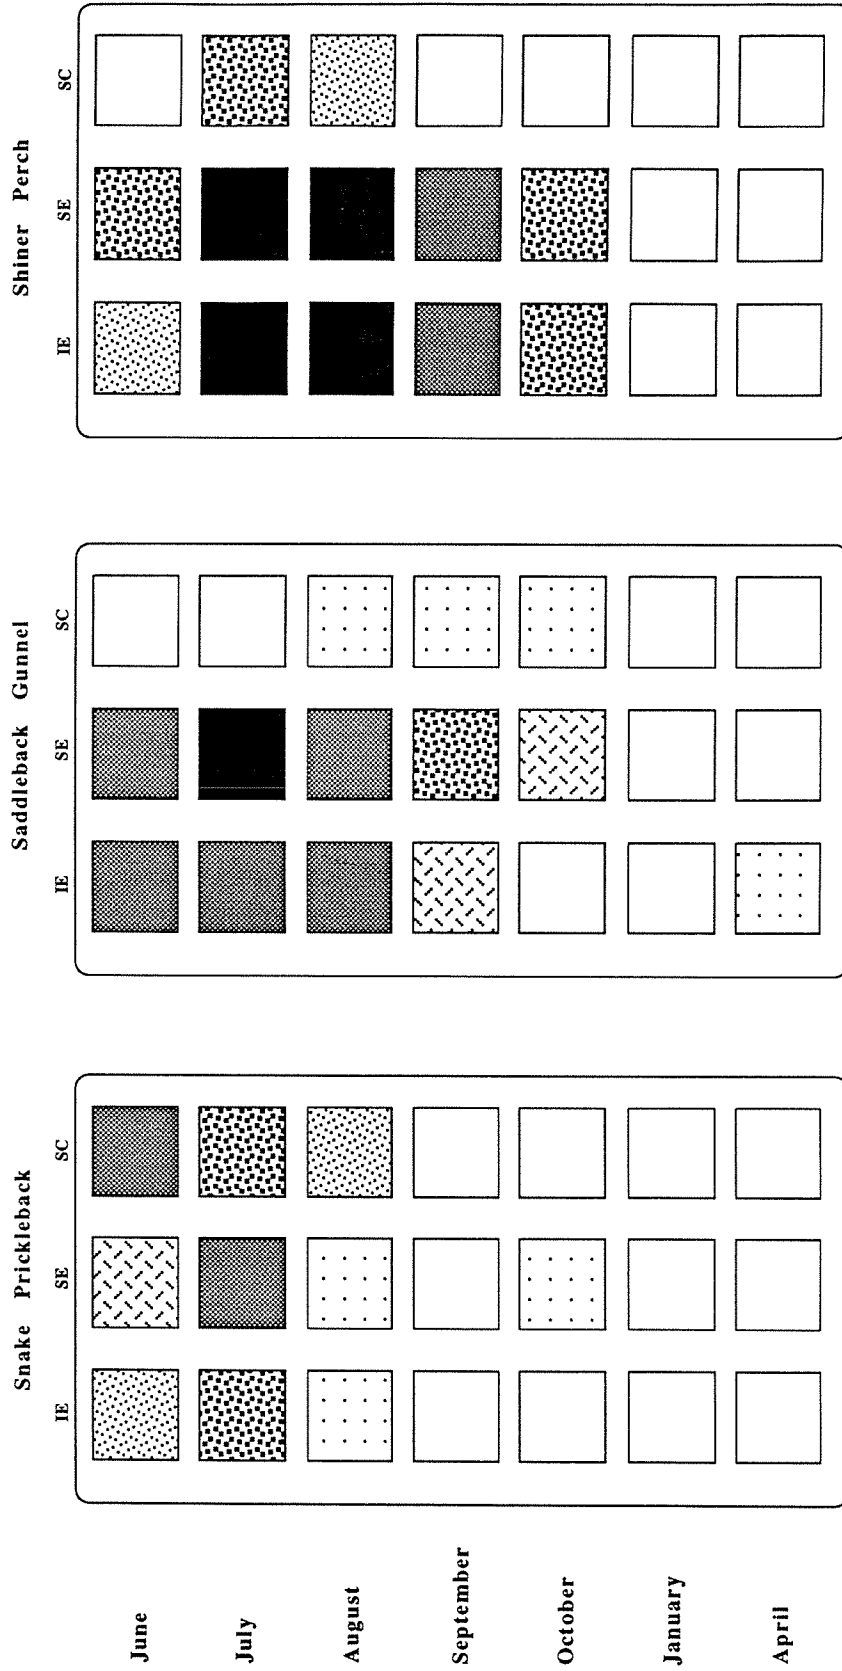 Snake Prickleback
Saddleback Gunnel
Shiner Perch
IE SE SC
IE SE SC
IE SE SC
June
July
August
September
October
January
April